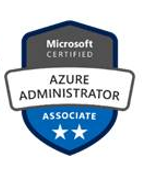 Microsoft
CERTIFIED
AZURE
ADMINISTRATOR
ASSOCIATE